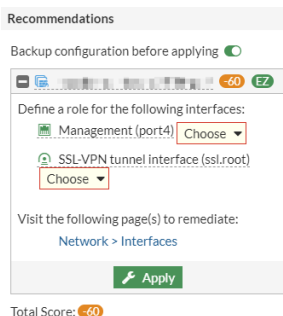 Recommendations
Backup configuration before applying
-60 EZ
Define a role for the following interfaces:
Management (port4) Choose
SSL-VPN tunnel interface (ssl.root)
Choose
Visit the following page(s) to remediate:
Network > Interfaces
Apply
Total Score: -60